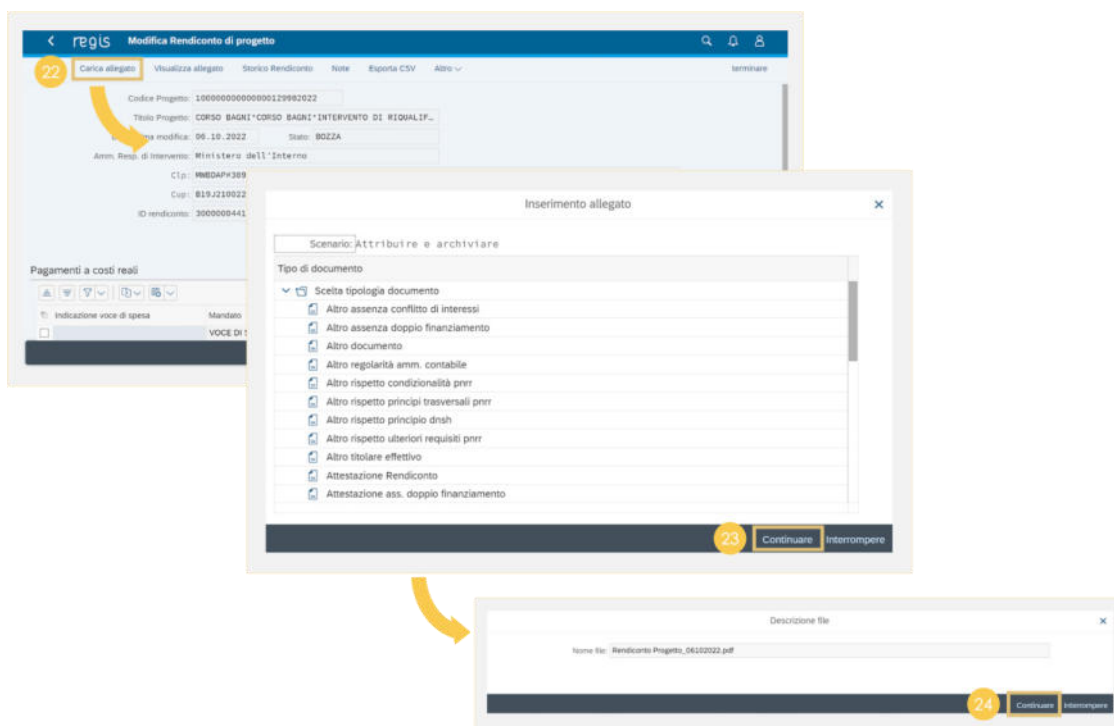 regis Modifica Rendiconto di progetto
22 Carica allegato Visualizza allegato Storico Rendiconto Note Esporta CSV Altro terminare
Codice Progetto: 10000000000000129982022
Titolo Progetto: CORSO BAGNI*CORSO BAGNI*INTERVENTO DI RIQUALIF…
ma modifica: 06.10.2022 Stato: BOZZA
Amm. Resp. di Intervento: Ministero dell'Interno
Clp:
Cup: B19J210022
ID rendiconto: 3000000441
Pagamenti a costi reali
Indicazione voce di spesa Mandato
VOCE DI S
Inserimento allegato
Scenario: Attribuire e archiviare
Tipo di documento
Scelta tipologia documento
Altro assenza conflitto di interessi
Altro assenza doppio finanziamento
Altro documento
Altro regolarità amm. contabile
Altro rispetto condizionalità pnrr
Altro rispetto principi trasversali pnrr
Altro rispetto principio dnsh
Altro rispetto ulteriori requisiti pnrr
Altro titolare effettivo
Attestazione Rendiconto
Attestazione ass. doppio finanziamento
23 Continuare Interrompere
Descrizione file
Nome file: Rendiconto Progetto_06102022.pdf
24 Continuare Interrompere